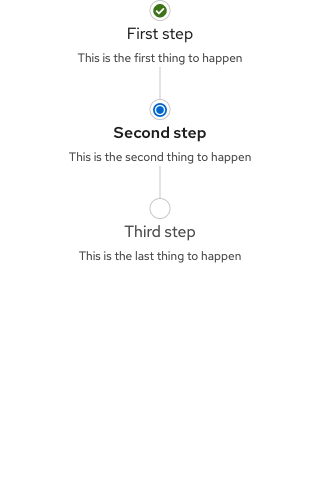 First step
This is the first thing to happen
Second step
This is the second thing to happen
Third step
This is the last thing to happen